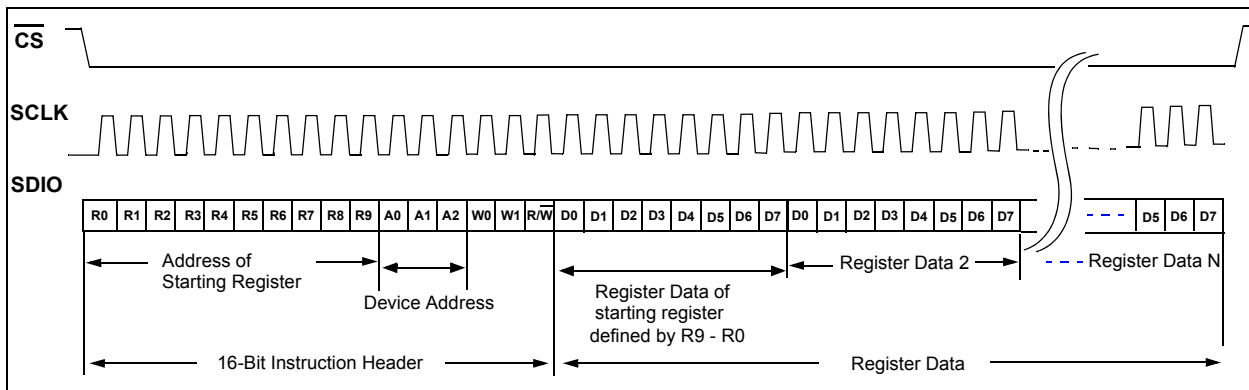 CS
SCLK
SDIO
R0 R1 R2 R3 R4 R5 R6 R7 R8 R9 A0 A1 A2 W0 W1 R/W D0 D1 D2 D3 D4 D5 D6 D7 D0 D1 D2 D3 D4 D5 D6 D7 D5 D6 D7
Address of
Starting Register
Device Address
Register Data of
starting register
defined by R9 - R0
Register Data 2
Register Data N
16-Bit Instruction Header
Register Data